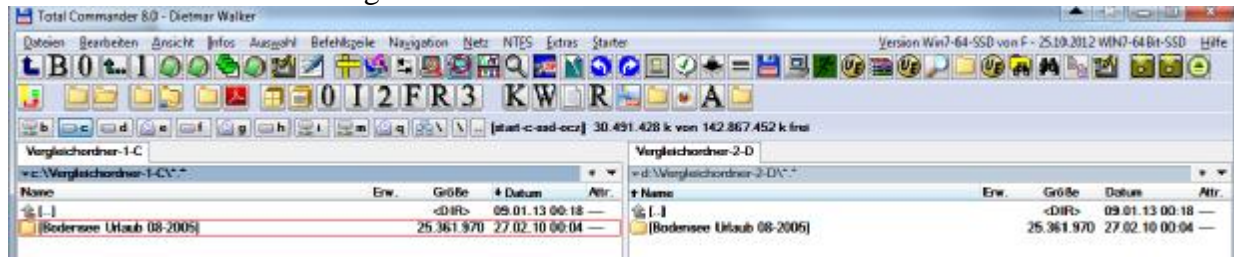 Total Commander 8.0 - Dietmar Walker
Dateien Bearbeiten Ansicht Infos Auswahl Befehlszeile Navigation Netz NTFS Extras Starter Version Win7-64-SSD von F - 25.10.2012 WIN7-64Bit-SSD Hilfe
B 0 1 UE UE UE
0 I 2 F R 3 K W R A
b c d e f g h i m q \ \ .. [start-c-ssd-ocz] 30.491.428 k von 142.867.452 k frei
Vergleichordner-1-C Vergleichordner-2-D
c:\Vergleichordner-1-C\*.* * d:\Vergleichordner-2-D\*.* *
Name Erw. Größe Datum Attr. Name Erw. Größe Datum Attr.
[..] <DIR> 09.01.13 00:18 — [..] <DIR> 09.01.13 00:18 —
[Bodensee Urlaub 08-2005] 25.361.970 27.02.10 00:04 — [Bodensee Urlaub 08-2005] 25.361.970 27.02.10 00:04 —